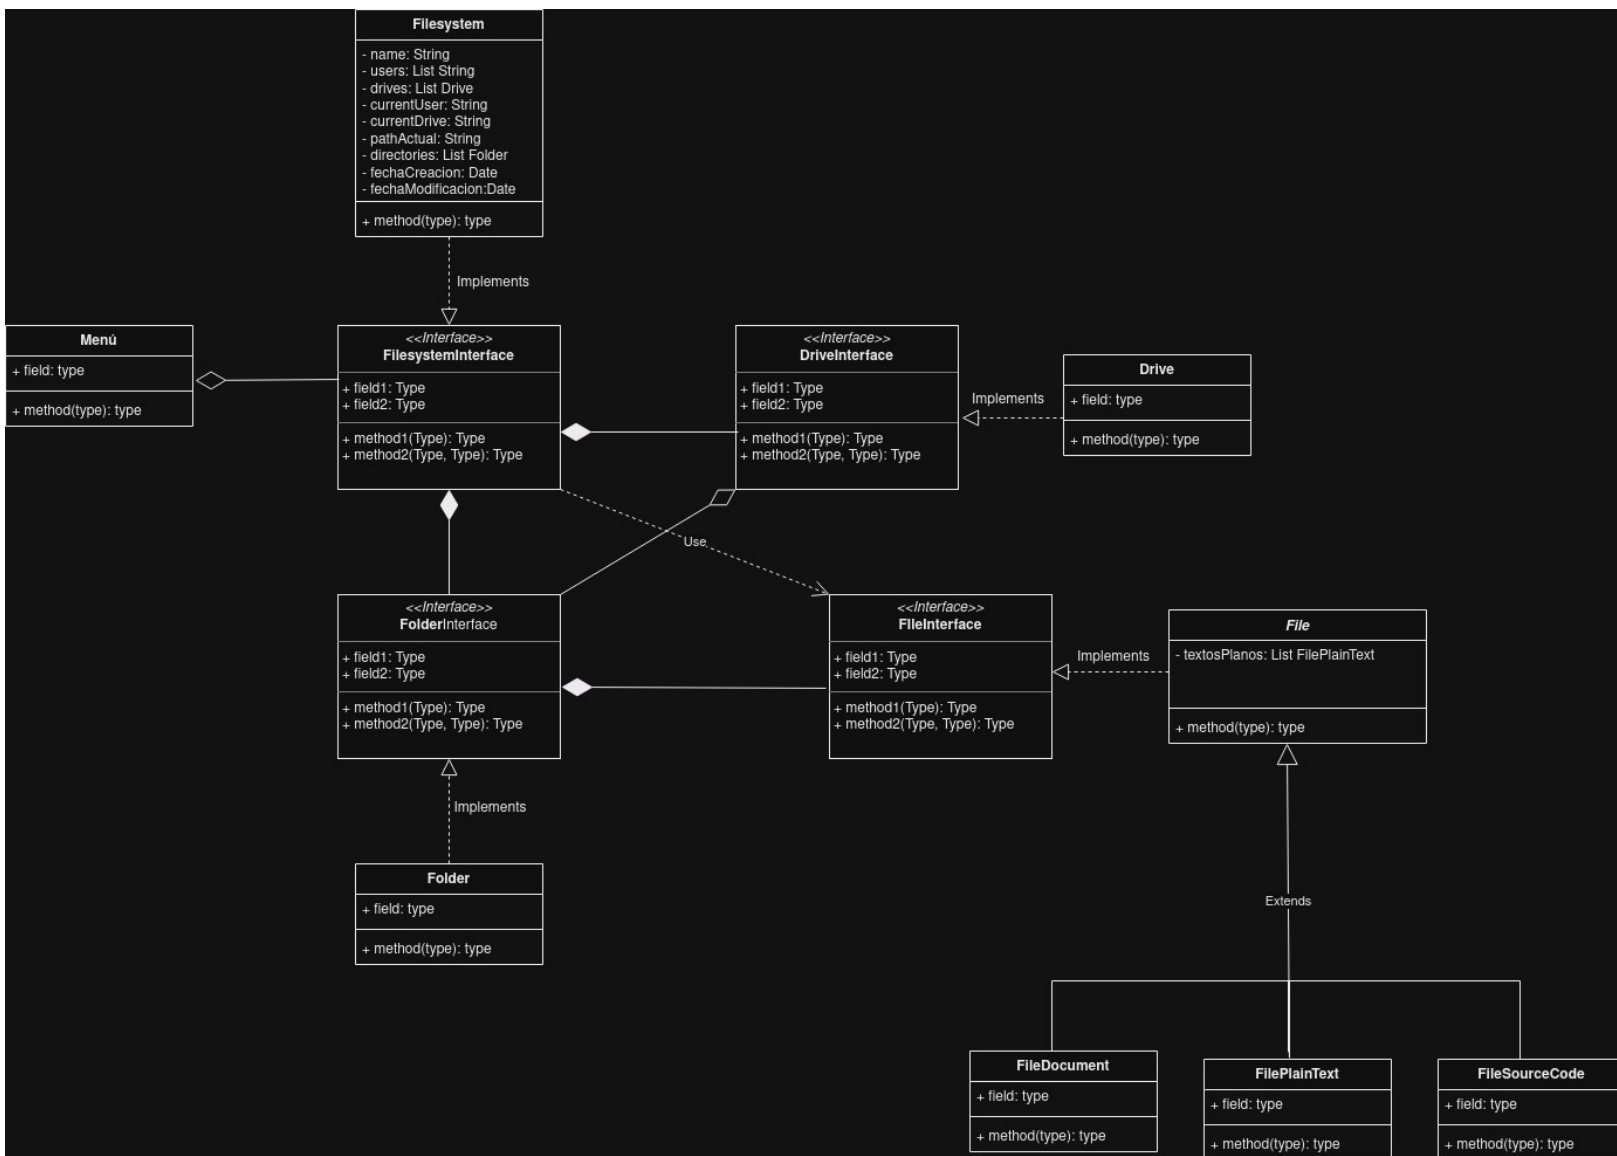 Filesystem
- name: String
- users: List String
- drives: List Drive
- currentUser: String
- currentDrive: String
- pathActual: String
- directories: List Folder
- fechaCreacion: Date
- fechaModificacion:Date
+ method(type): type
Implements
Menú
+ field: type
+ method(type): type
<<Interface>>
FilesystemInterface
+ field1: Type
+ field2: Type
+ method1(Type): Type
+ method2(Type, Type): Type
<<Interface>>
DriveInterface
+ field1: Type
+ field2: Type
+ method1(Type): Type
+ method2(Type, Type): Type
Implements
Drive
+ field: type
+ method(type): type
Use
<<Interface>>
FolderInterface
+ field1: Type
+ field2: Type
+ method1(Type): Type
+ method2(Type, Type): Type
<<Interface>>
FIleInterface
+ field1: Type
+ field2: Type
+ method1(Type): Type
+ method2(Type, Type): Type
Implements
File
- textosPlanos: List FilePlainText
+ method(type): type
Implements
Folder
+ field: type
+ method(type): type
Extends
FileDocument
+ field: type
+ method(type): type
FilePlainText
+ field: type
+ method(type): type
FileSourceCode
+ field: type
+ method(type): type